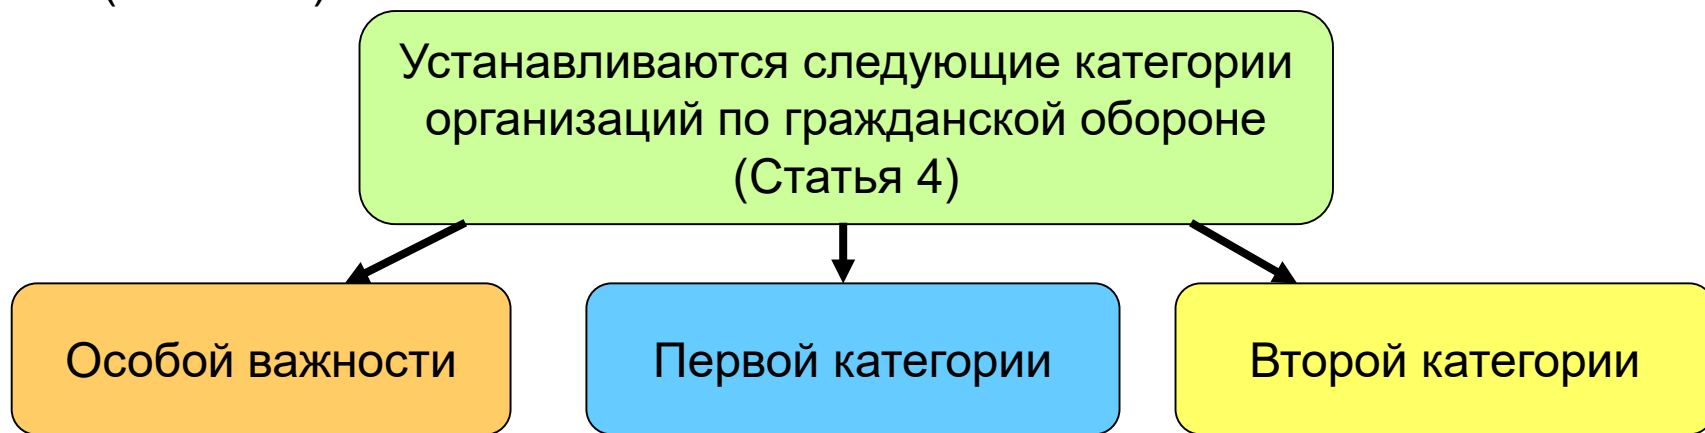 Устанавливаются следующие категории
организаций по гражданской обороне
(Статья 4)
Особой важности
Первой категории
Второй категории